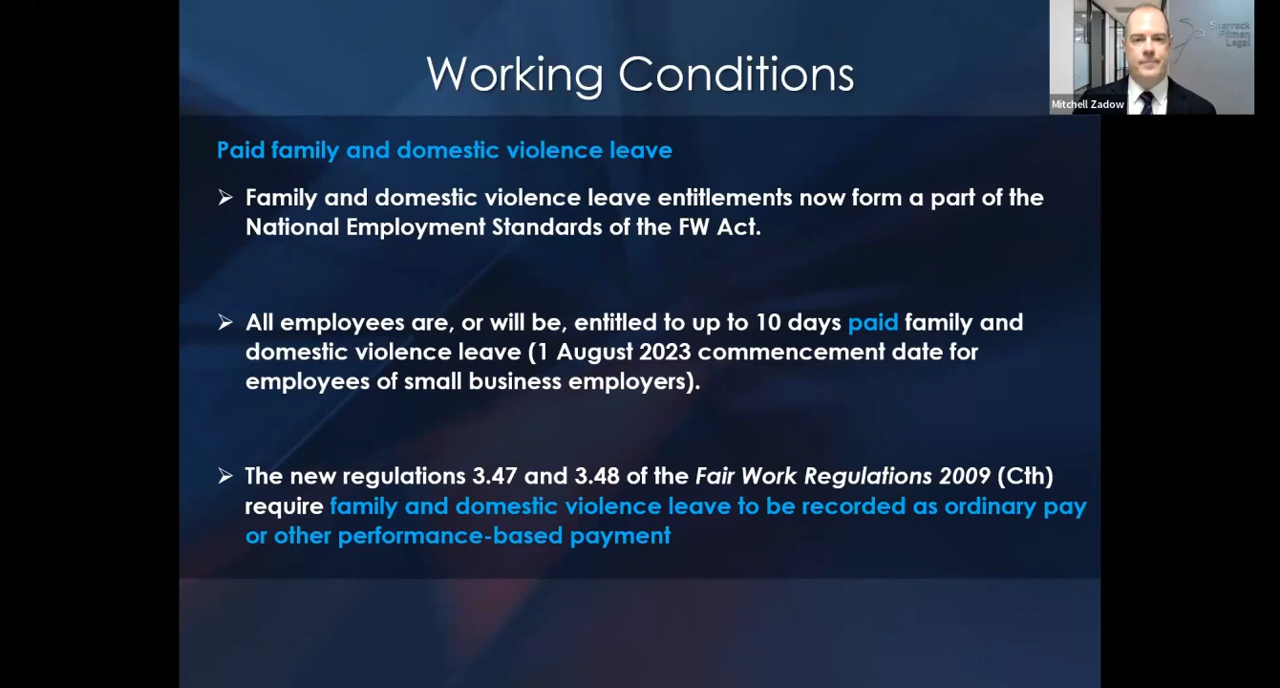 Working Conditions
Sharrock
Pitman
Legal
Mitchell Zadow
Paid family and domestic violence leave
➢ Family and domestic violence leave entitlements now form a part of the
National Employment Standards of the FW Act.
➢ All employees are, or will be, entitled to up to 10 days paid family and
domestic violence leave (1 August 2023 commencement date for
employees of small business employers).
➢ The new regulations 3.47 and 3.48 of the Fair Work Regulations 2009 (Cth)
require family and domestic violence leave to be recorded as ordinary pay
or other performance-based payment